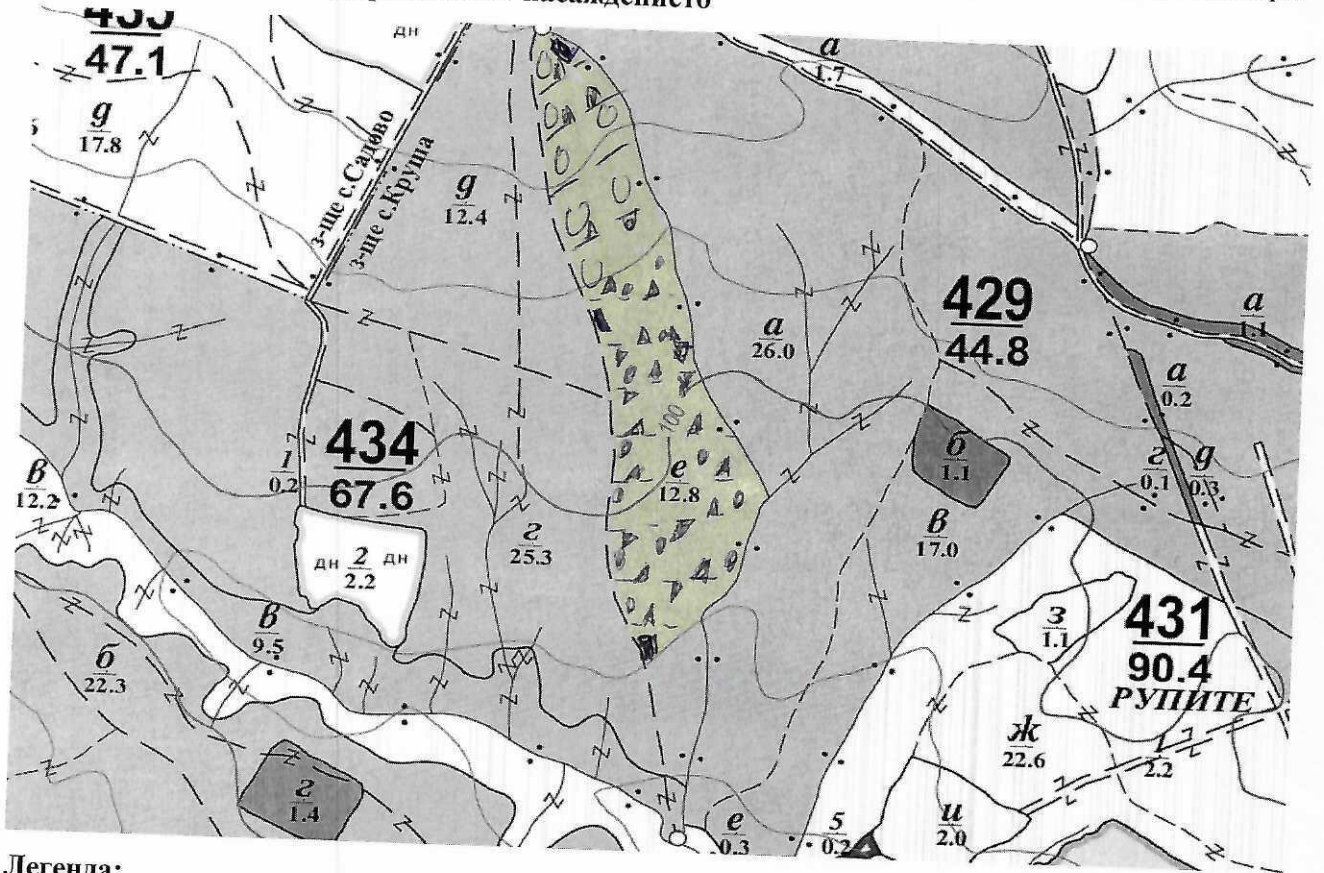 насаждението
435
47.1
дн
а
1.7
д
17.8
з-ще с.Садово
з-ще с.Круша
д
12.4
429
44.8
а
26.0
а
1.1
а
0.2
100
434
67.6
1
0.2
б
1.1
г
0.1
д
0.3
в
12.2
е
12.8
г
25.3
в
17.0
дн 2 дн
2.2
з
1.1
431
90.4
РУПИТЕ
в
9.5
б
22.3
ж
22.6
1
2.2
г
1.4
е
0.3
5
0.2
и
2.0
Легенда: